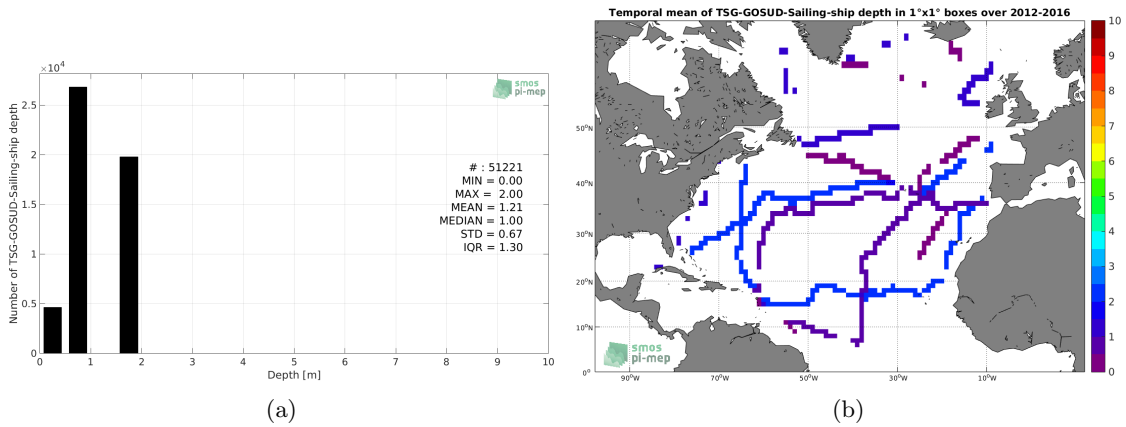 ×10⁴
2.5
2
1.5
1
0.5
0
Number of TSG-GOSUD-Sailing-ship depth
smos
pi-mep
# : 51221
MIN = 0.00
MAX = 2.00
MEAN = 1.21
MEDIAN = 1.00
STD = 0.67
IQR = 1.30
0 1 2 3 4 5 6 7 8 9 10
Depth [m]
(a)
Temporal mean of TSG-GOSUD-Sailing-ship depth in 1°x1° boxes over 2012-2016
50°N
40°N
30°N
20°N
10°N
0°
smos
pi-mep
90°W 70°W 50°W 30°W 10°W
10
9
8
7
6
5
4
3
2
1
0
(b)